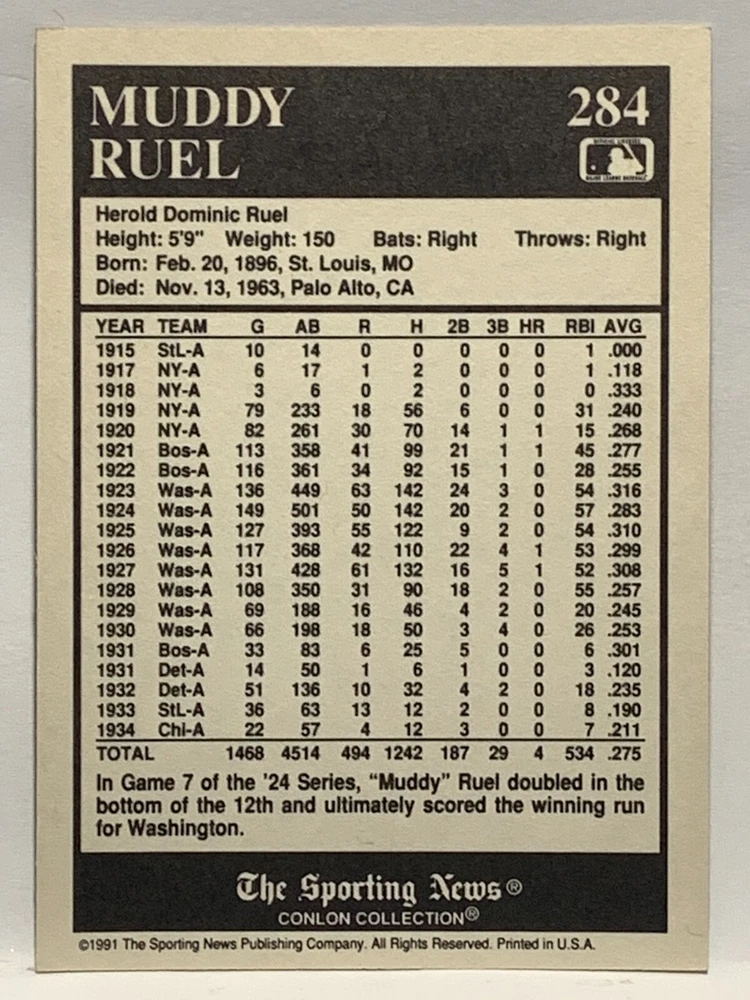 MUDDY 284
RUEL
OFFICIAL LICENSEE
MAJOR LEAGUE BASEBALL
Herold Dominic Ruel
Height: 5'9" Weight: 150 Bats: Right Throws: Right
Born: Feb. 20, 1896, St. Louis, MO
Died: Nov. 13, 1963, Palo Alto, CA
YEAR TEAM G AB R H 2B 3B HR RBI AVG
1915 StL-A 10 14 0 0 0 0 0 1 .000
1917 NY-A 6 17 1 2 0 0 0 1 .118
1918 NY-A 3 6 0 2 0 0 0 0 .333
1919 NY-A 79 233 18 56 6 0 0 31 .240
1920 NY-A 82 261 30 70 14 1 1 15 .268
1921 Bos-A 113 358 41 99 21 1 1 45 .277
1922 Bos-A 116 361 34 92 15 1 0 28 .255
1923 Was-A 136 449 63 142 24 3 0 54 .316
1924 Was-A 149 501 50 142 20 2 0 57 .283
1925 Was-A 127 393 55 122 9 2 0 54 .310
1926 Was-A 117 368 42 110 22 4 1 53 .299
1927 Was-A 131 428 61 132 16 5 1 52 .308
1928 Was-A 108 350 31 90 18 2 0 55 .257
1929 Was-A 69 188 16 46 4 2 0 20 .245
1930 Was-A 66 198 18 50 3 4 0 26 .253
1931 Bos-A 33 83 6 25 5 0 0 6 .301
1931 Det-A 14 50 1 6 1 0 0 3 .120
1932 Det-A 51 136 10 32 4 2 0 18 .235
1933 StL-A 36 63 13 12 2 0 0 8 .190
1934 Chi-A 22 57 4 12 3 0 0 7 .211
TOTAL 1468 4514 494 1242 187 29 4 534 .275
In Game 7 of the '24 Series, “Muddy” Ruel doubled in the
bottom of the 12th and ultimately scored the winning run
for Washington.
The Sporting News®
CONLON COLLECTION®
©1991 The Sporting News Publishing Company. All Rights Reserved. Printed in U.S.A.